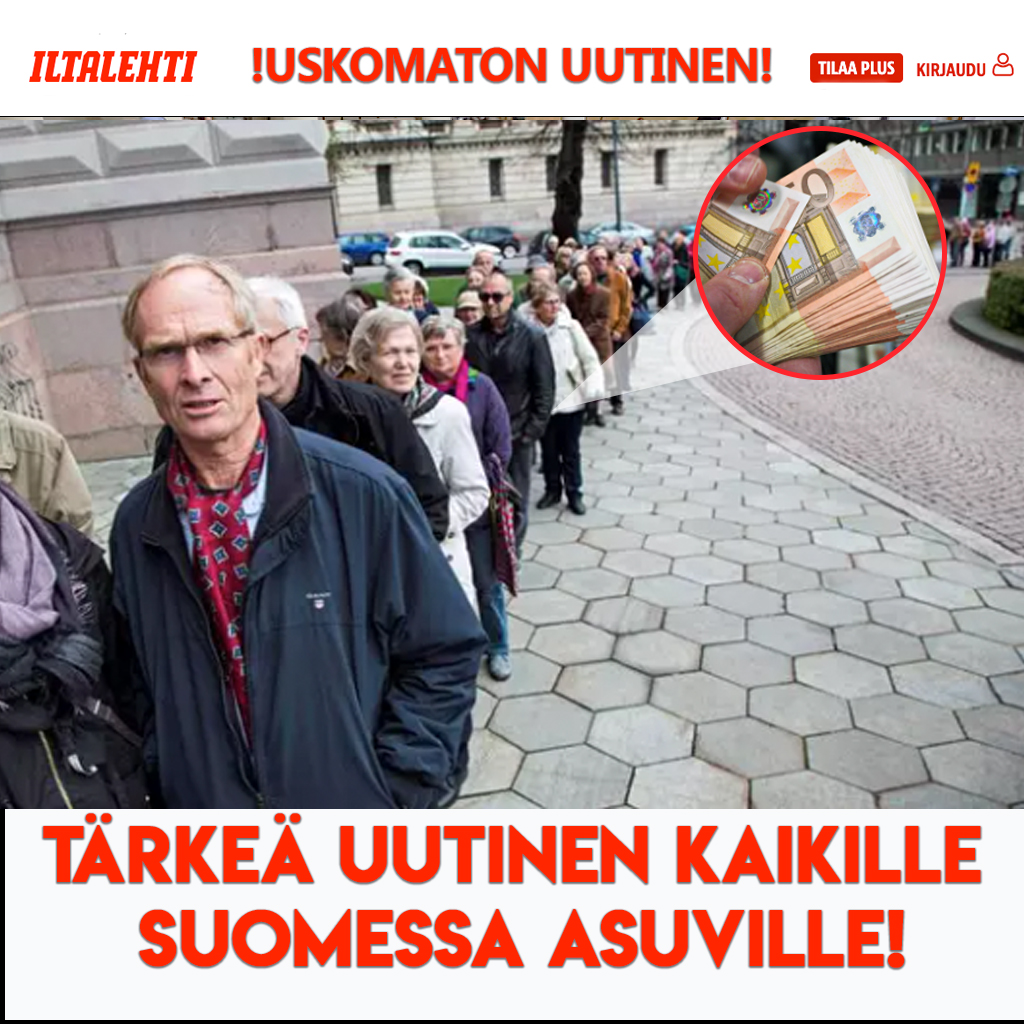 ILTALEHTI
!USKOMATON UUTINEN!
TILAA PLUS
KIRJAUDU
TÄRKEÄ UUTINEN KAIKILLE
SUOMESSA ASUVILLE!